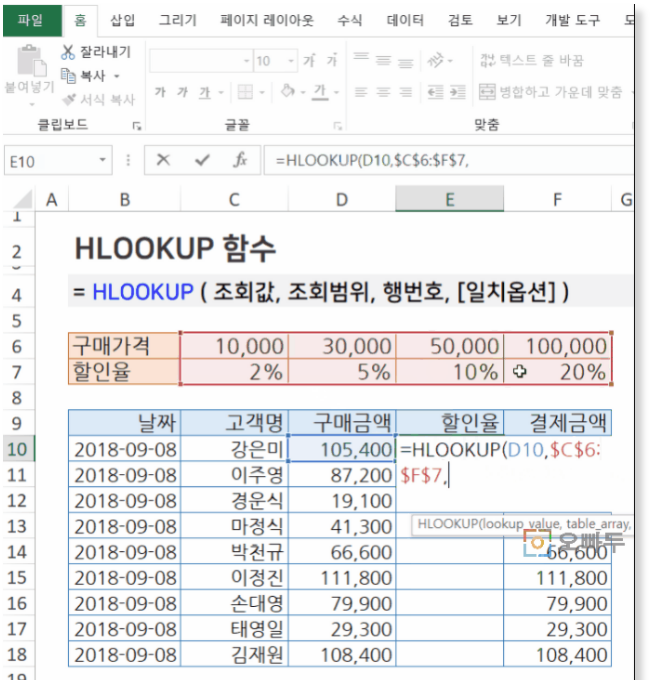 파일 홈 삽입 그리기 페이지 레이아웃 수식 데이터 검토 보기 개발 도구
잘라내기
복사
서식 복사
붙여넣기
10
가 가
가 가 가
가
텍스트 줄 바꿈
병합하고 가운데 맞춤
클립보드 글꼴 맞춤
E10 fx =HLOOKUP(D10,$C$6:$F$7,
A B C D E F G
1
2 HLOOKUP 함수
4 = HLOOKUP ( 조회값, 조회범위, 행번호, [일치옵션] )
5
6 구매가격 10,000 30,000 50,000 100,000
7 할인율 2% 5% 10% 20%
8
9 날짜 고객명 구매금액 할인율 결제금액
10 2018-09-08 강은미 105,400 =HLOOKUP(D10,$C$6:
11 2018-09-08 이주영 87,200 $F$7,
12 2018-09-08 경운식 19,100
HLOOKUP(lookup_value, table_array,
13 2018-09-08 마정식 41,300
오빠두
14 2018-09-08 박천규 66,600 66,600
15 2018-09-08 이정진 111,800 111,800
16 2018-09-08 손대영 79,900 79,900
17 2018-09-08 태영일 29,300 29,300
18 2018-09-08 김재원 108,400 108,400